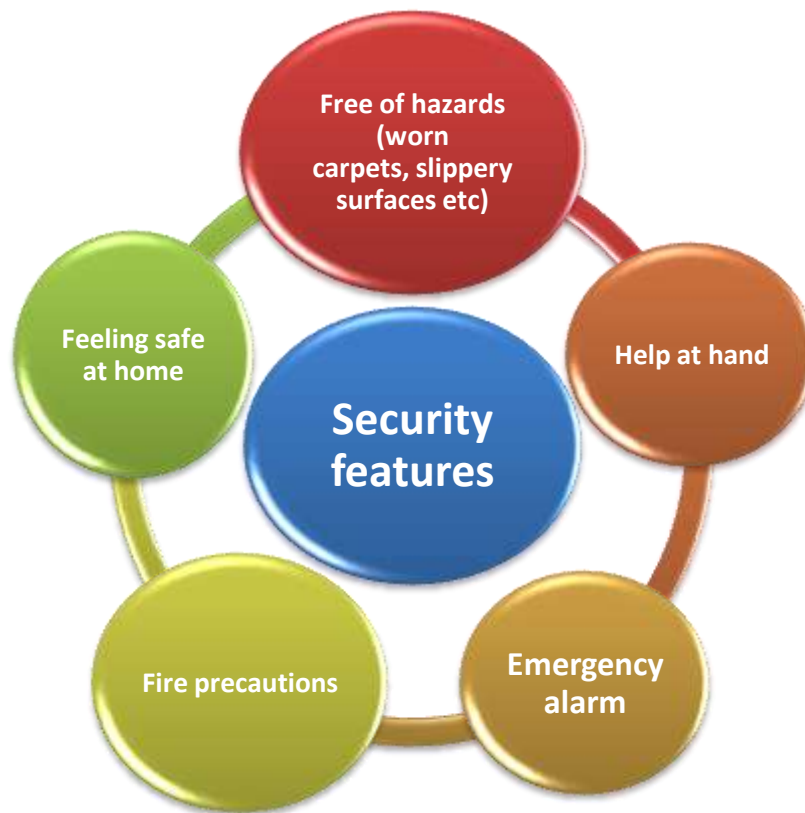 Free of hazards
(worn
carpets, slippery
surfaces etc)
Feeling safe
at home
Help at hand
Security
features
Fire precautions
Emergency
alarm